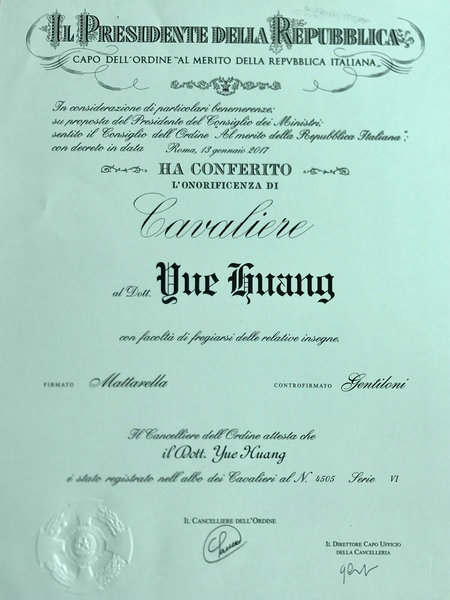 IL PRESIDENTE DELLA REPUBBLICA
CAPO DELL'ORDINE "AL MERITO DELLA REPVBBLICA ITALIANA"
In considerazione di particolari benemerenze;
su proposta del Presidente del Consiglio dei Ministri;
sentito il Consiglio dell'Ordine "Al merito della Repubblica Italiana";
con decreto in data Roma, 13 gennaio 2017
HA CONFERITO
L'ONORIFICENZA DI
Cavaliere
al Dott. Yue Huang
con facoltà di fregiarsi delle relative insegne.
FIRMATO Mattarella CONTROFIRMATO Gentiloni
Il Cancelliere dell'Ordine attesta che
il Dott. Yue Huang
è stato registrato nell'albo dei Cavalieri al N. 4505 Serie VI
IL CANCELLIERE DELL'ORDINE
IL DIRETTORE CAPO UFFICIO
DELLA CANCELLERIA